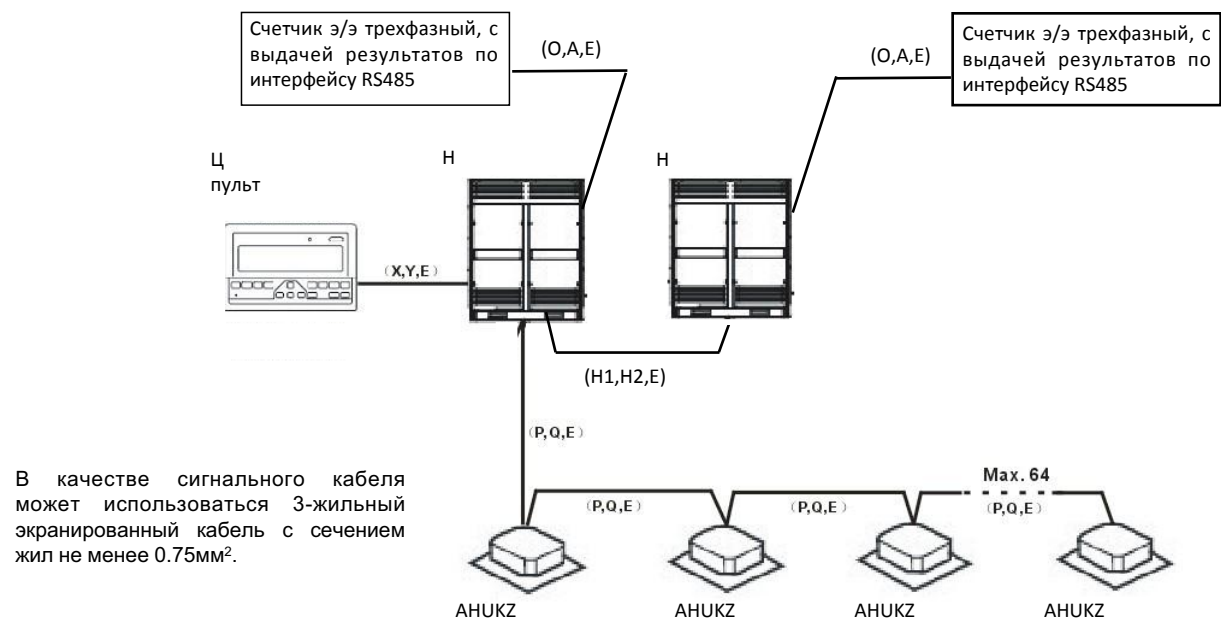 Счетчик э/э трехфазный, с
выдачей результатов по
интерфейсу RS485
(O,A,E)
(O,A,E)
Счетчик э/э трехфазный, с
выдачей результатов по
интерфейсу RS485
Ц
пульт
Н
Н
(X,Y,E)
(H1,H2,E)
(P,Q,E)
В качестве сигнального кабеля
может использоваться 3-жильный
экранированный кабель с сечением
жил не менее 0.75мм².
(P,Q,E)
(P,Q,E)
Max. 64
(P,Q,E)
AHUKZ
AHUKZ
AHUKZ
AHUKZ